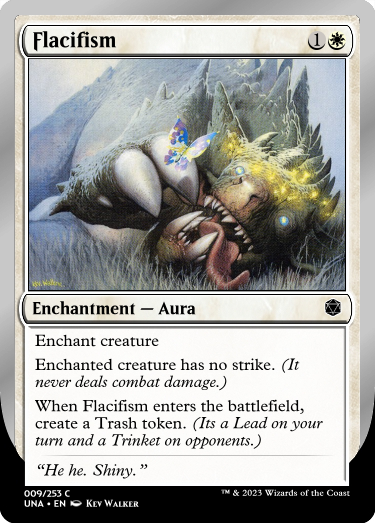 Flacifism 1
Enchantment — Aura
Enchant creature
Enchanted creature has no strike. (It
never deals combat damage.)
When Flacifism enters the battlefield,
create a Trash token. (Its a Lead on your
turn and a Trinket on opponents.)
“He he. Shiny.”
009/253 C
UNA • EN Kev Walker
™ & 2023 Wizards of the Coast